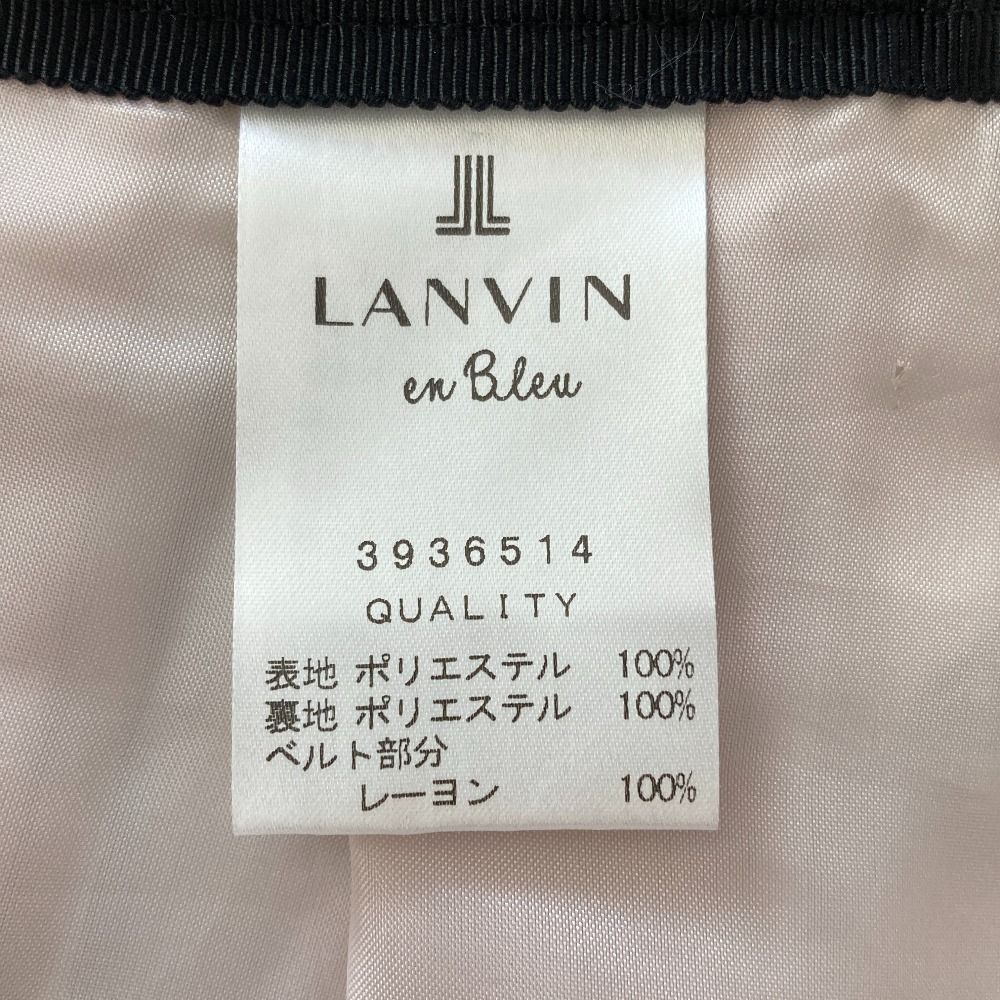 LANVIN
en Bleu
3936514
QUALITY
表地 ポリエステル 100%
裏地 ポリエステル 100%
ベルト部分
レーヨン 100%